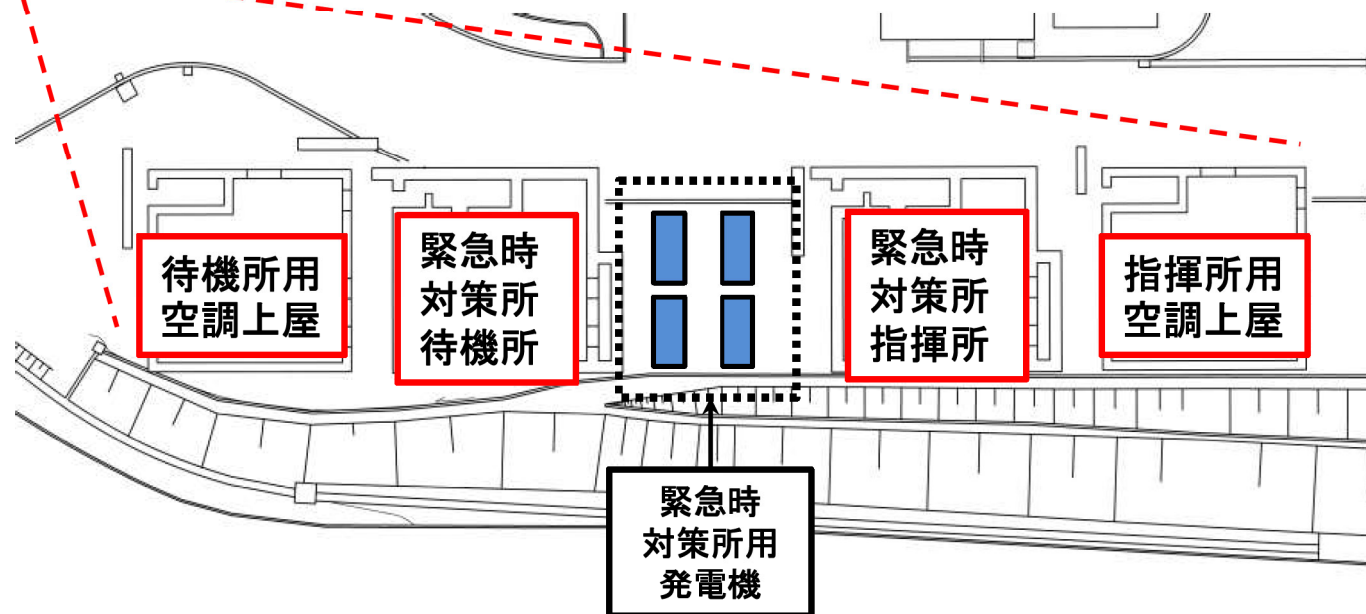 待機所用
空調上屋
緊急時
対策所
待機所
緊急時
対策所
指揮所
指揮所用
空調上屋
緊急時
対策所用
発電機